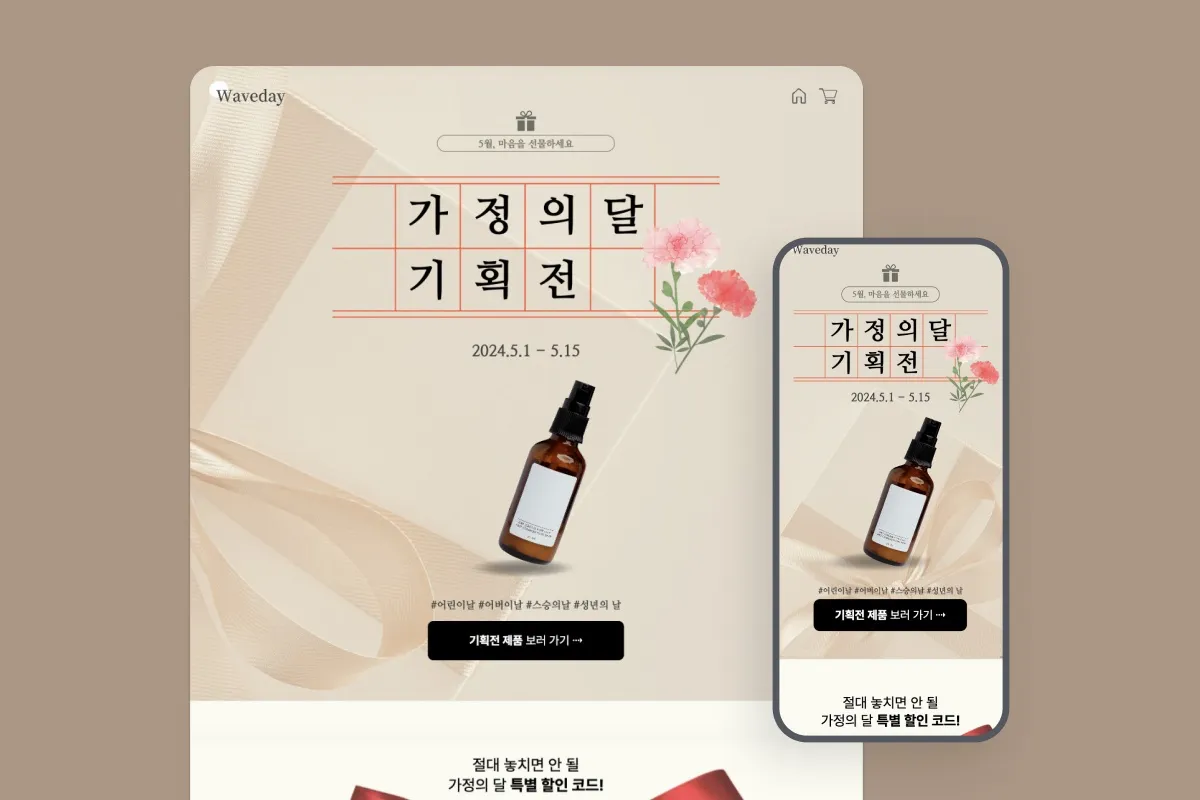 Waveday
5월, 마음을 선물하세요
가정의달
기획전
2024.5.1 – 5.15
#어린이날 #어버이날 #스승의날 #성년의 날
기획전 제품 보러 가기 ⤑
절대 놓치면 안 될
가정의 달 특별 할인 코드!
Waveday
5월, 마음을 선물하세요
가정의달
기획전
2024.5.1 – 5.15
#어린이날 #어버이날 #스승의날 #성년의 날
기획전 제품 보러 가기 ⤑
절대 놓치면 안 될
가정의 달 특별 할인 코드!